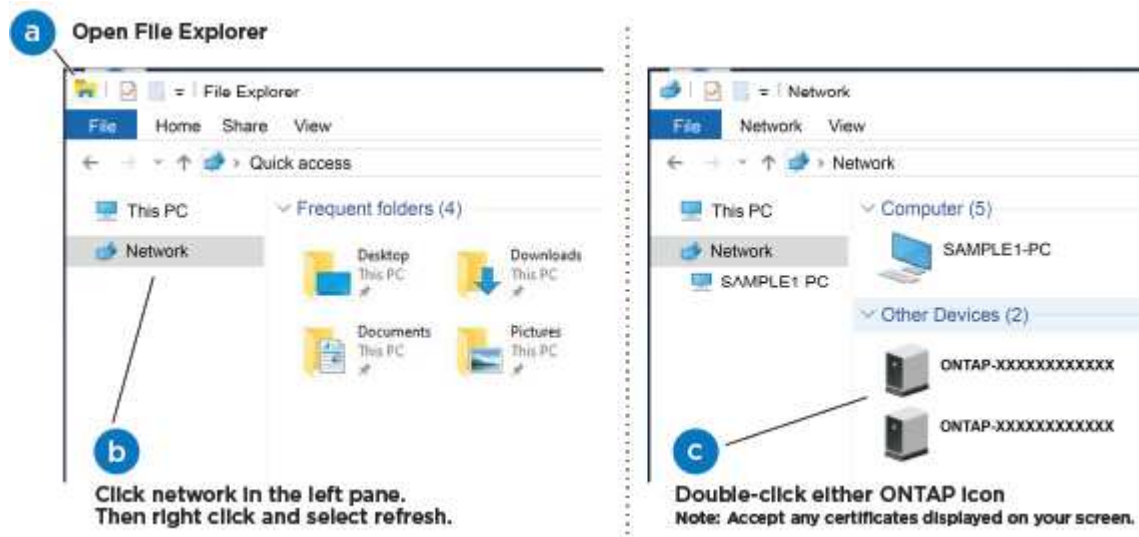 a Open File Explorer
File Explorer
File Home Share View
Quick access
This PC
Network
Frequent folders (4)
Desktop
This PC
Downloads
This PC
Documents
This PC
Pictures
This PC
b
Click network in the left pane.
Then right click and select refresh.
Network
File Network View
Network
This PC
Network
SAMPLE1 PC
Computer (5)
SAMPLE1-PC
Other Devices (2)
ONTAP-XXXXXXXXXXXX
ONTAP-XXXXXXXXXXXX
c
Double-click either ONTAP icon
Note: Accept any certificates displayed on your screen.